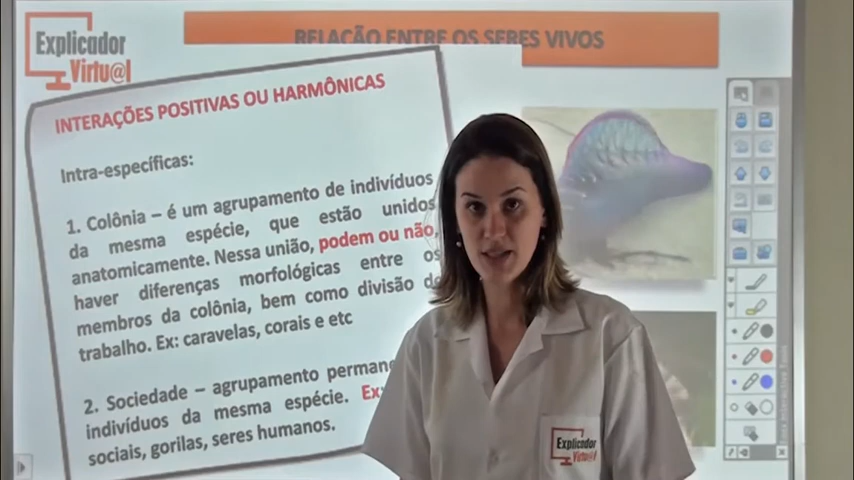 Explicador
Virtu@l
RELAÇÃO ENTRE OS SERES VIVOS
INTERAÇÕES POSITIVAS OU HARMÔNICAS
Intra-específicas:
1. Colônia – é um agrupamento de indivíduos
da mesma espécie, que estão unidos
anatomicamente. Nessa união, podem ou não,
haver diferenças morfológicas entre os
membros da colônia, bem como divisão
trabalho. Ex: caravelas, corais e etc
2. Sociedade – agrupamento
indivíduos da mesma espécie. Ex:
sociais, gorilas, seres humanos.
Explicador
Virtu@l